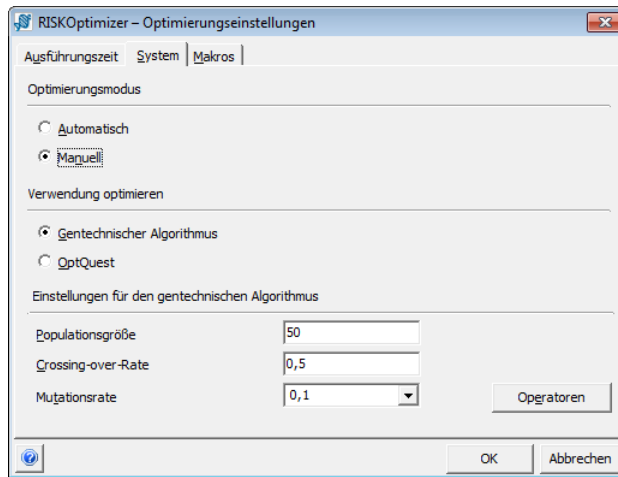 RISKOptimizer – Optimierungseinstellungen
Ausführungszeit System Makros
Optimierungsmodus
Automatisch
Manuell
Verwendung optimieren
Gentechnischer Algorithmus
OptQuest
Einstellungen für den gentechnischen Algorithmus
Populationsgröße 50
Crossing-over-Rate 0,5
Mutationsrate 0,1 Operatoren
OK Abbrechen